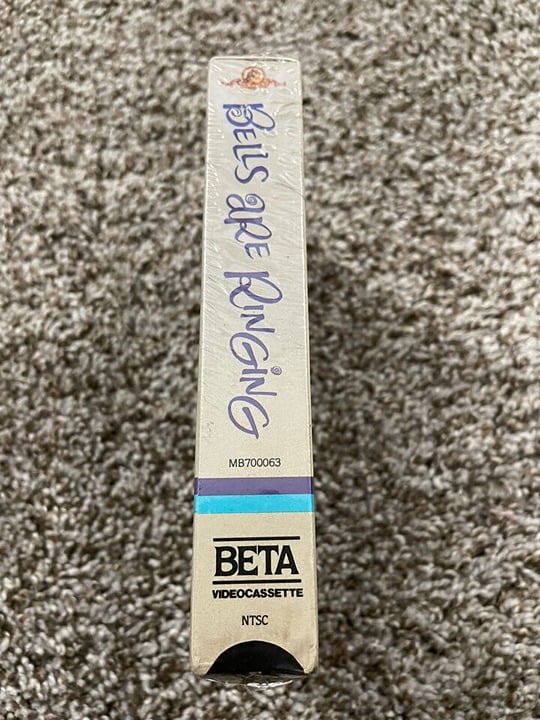 BELLS aRE RiNGiNG
MB700063
BETA
VIDEOCASSETTE
NTSC